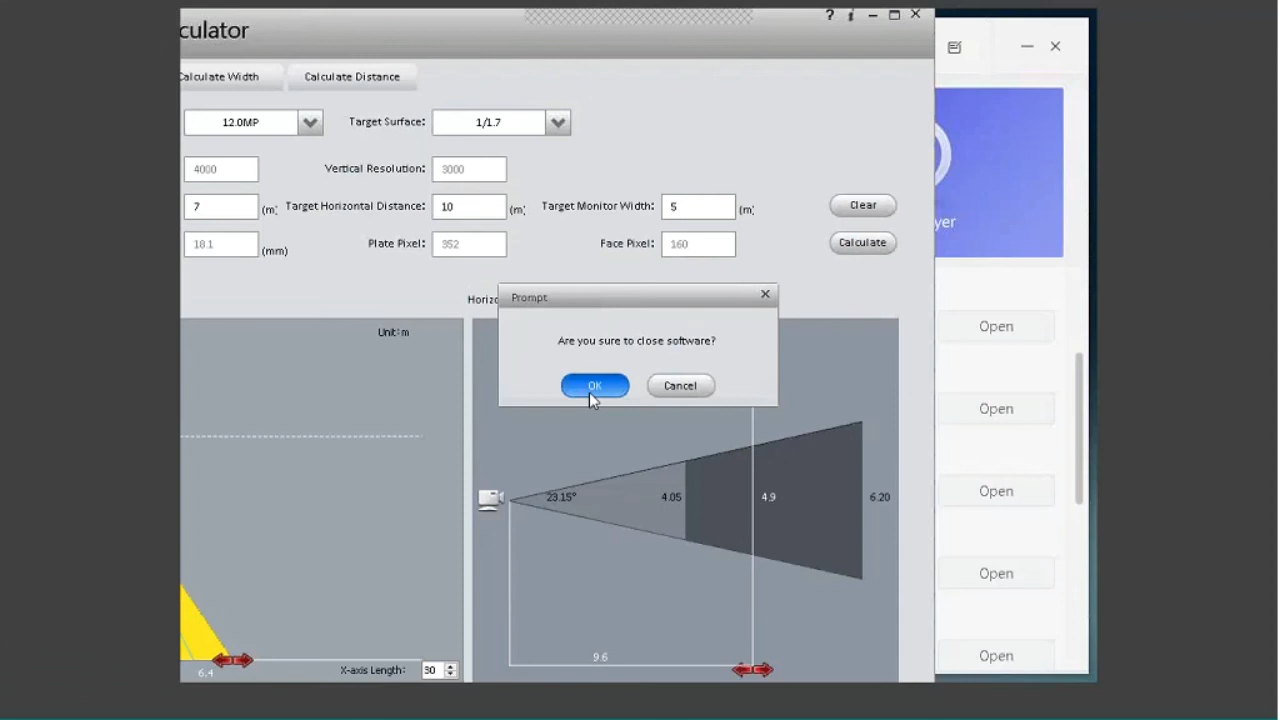 culator
? i
Calculate Width Calculate Distance
12.0MP Target Surface: 1/1.7
4000 Vertical Resolution: 3000
7 (m) Target Horizontal Distance: 10 (m) Target Monitor Width: 5 (m) Clear
18.1 (mm) Plate Pixel: 352 Face Pixel: 160 Calculate
yer
Horizo
Prompt
Unit:m
Are you sure to close software?
OK Cancel
23.15° 4.05 4.9 6.20
9.6
6.4
X-axis Length: 30
Open
Open
Open
Open
Open